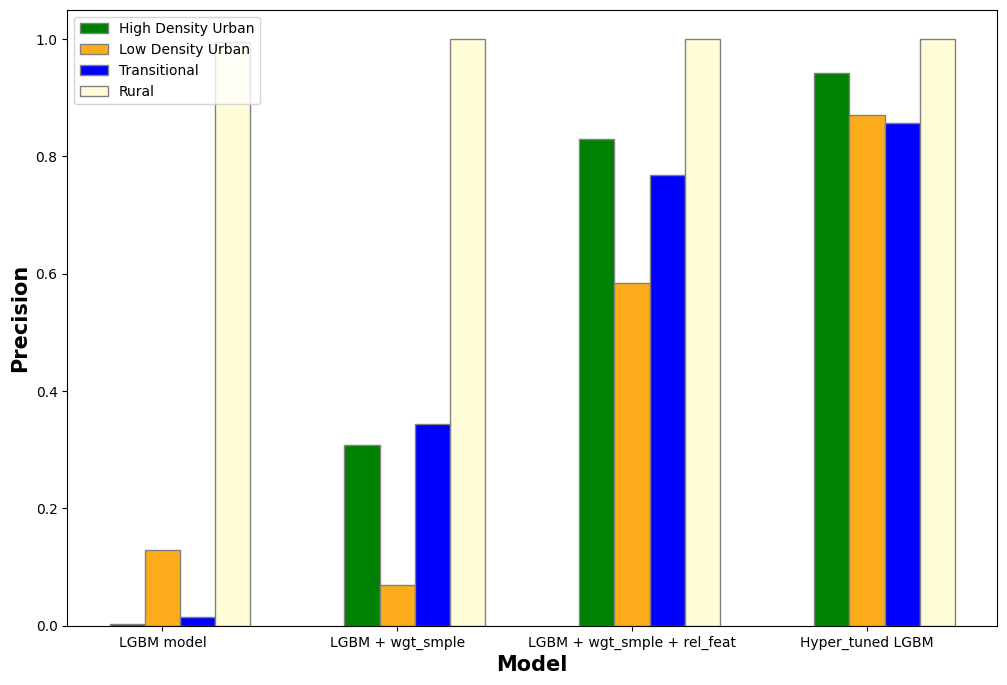 High Density Urban
Low Density Urban
Transitional
Rural
1.0
0.8
0.6
0.4
0.2
0.0
Precision
LGBM model LGBM + wgt_smple LGBM + wgt_smple + rel_feat Hyper_tuned LGBM
Model